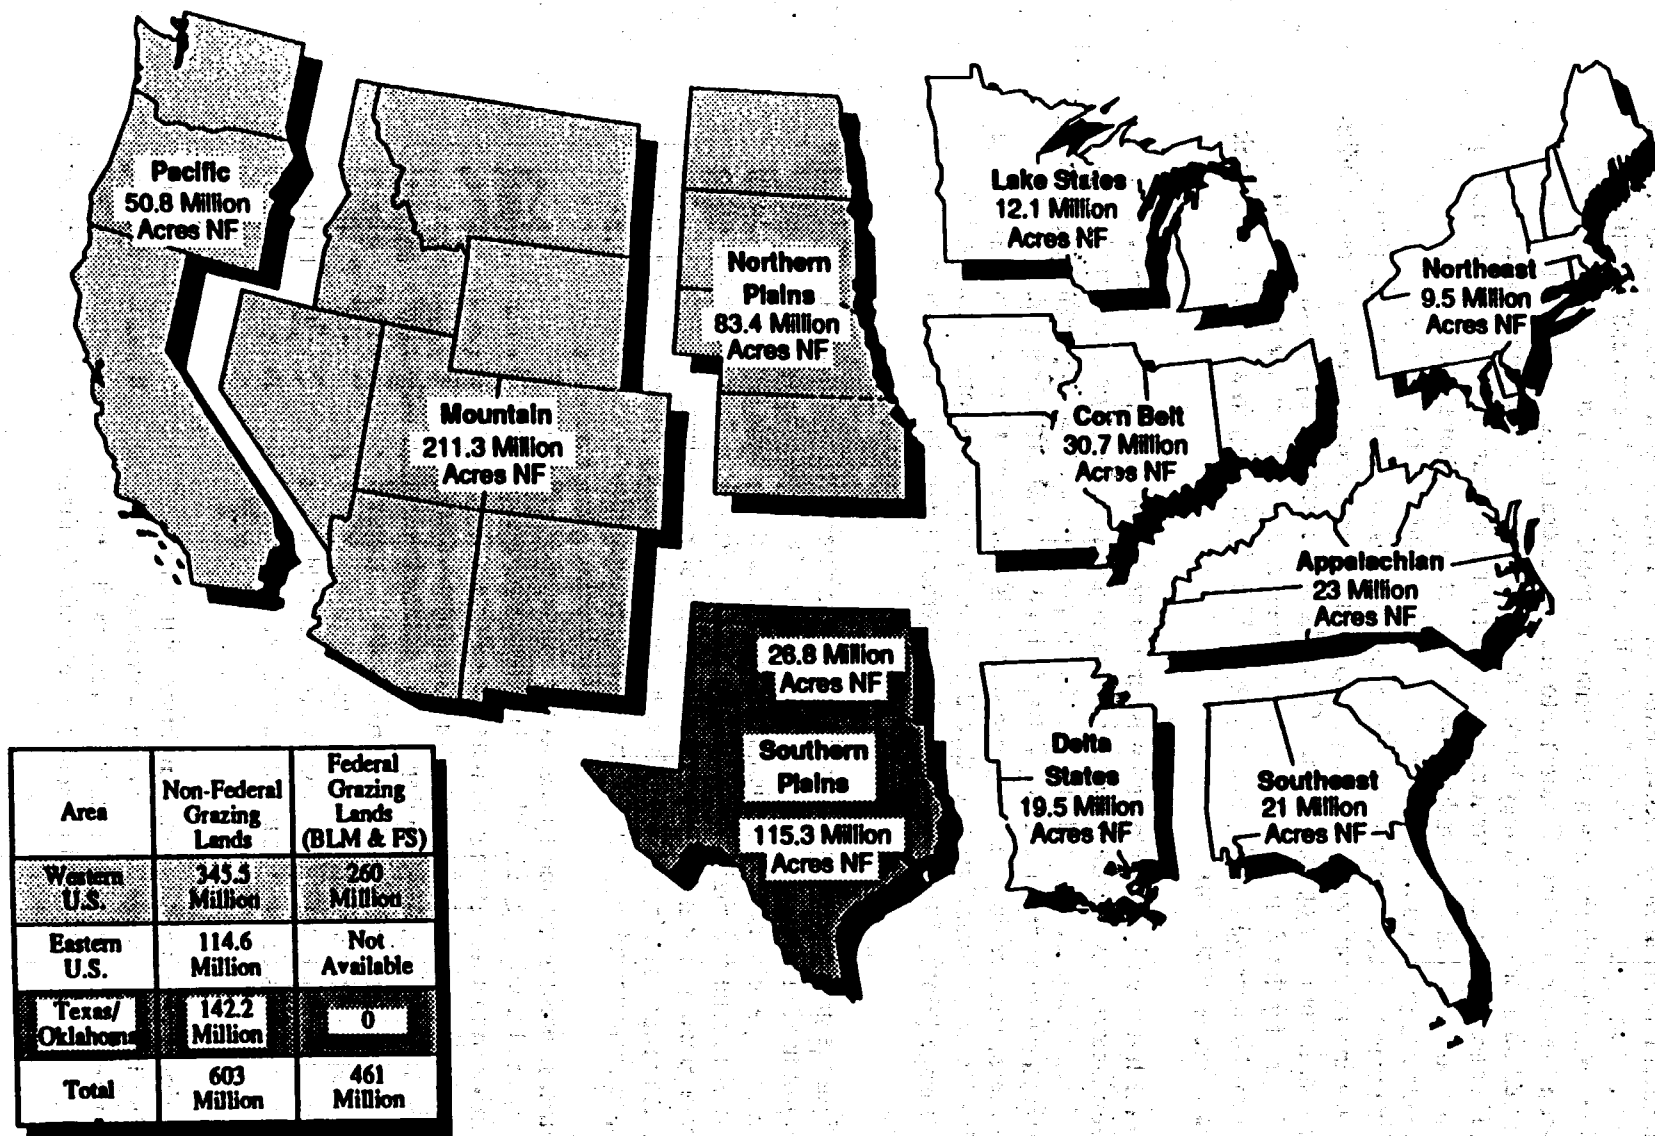 Pacific
50.8 Million
Acres NF
Mountain
211.3 Million
Acres NF
Northern
Plains
83.4 Million
Acres NF
Lake States
12.1 Million
Acres NF
Northeast
9.5 Million
Acres NF
Corn Belt
30.7 Million
Acres NF
Appalachian
23 Million
Acres NF
26.8 Million
Acres NF
Southern
Plains
115.3 Million
Acres NF
Delta
States
19.5 Million
Acres NF
Southeast
21 Million
Acres NF
Area
Non-Federal
Grazing
Lands
Federal
Grazing
Lands
(BLM & FS)
Western
U.S.
345.5
Million
260
Million
Eastern
U.S.
114.6
Million
Not
Available
Texas/
Oklahoma
142.2
Million
0
Total
603
Million
461
Million